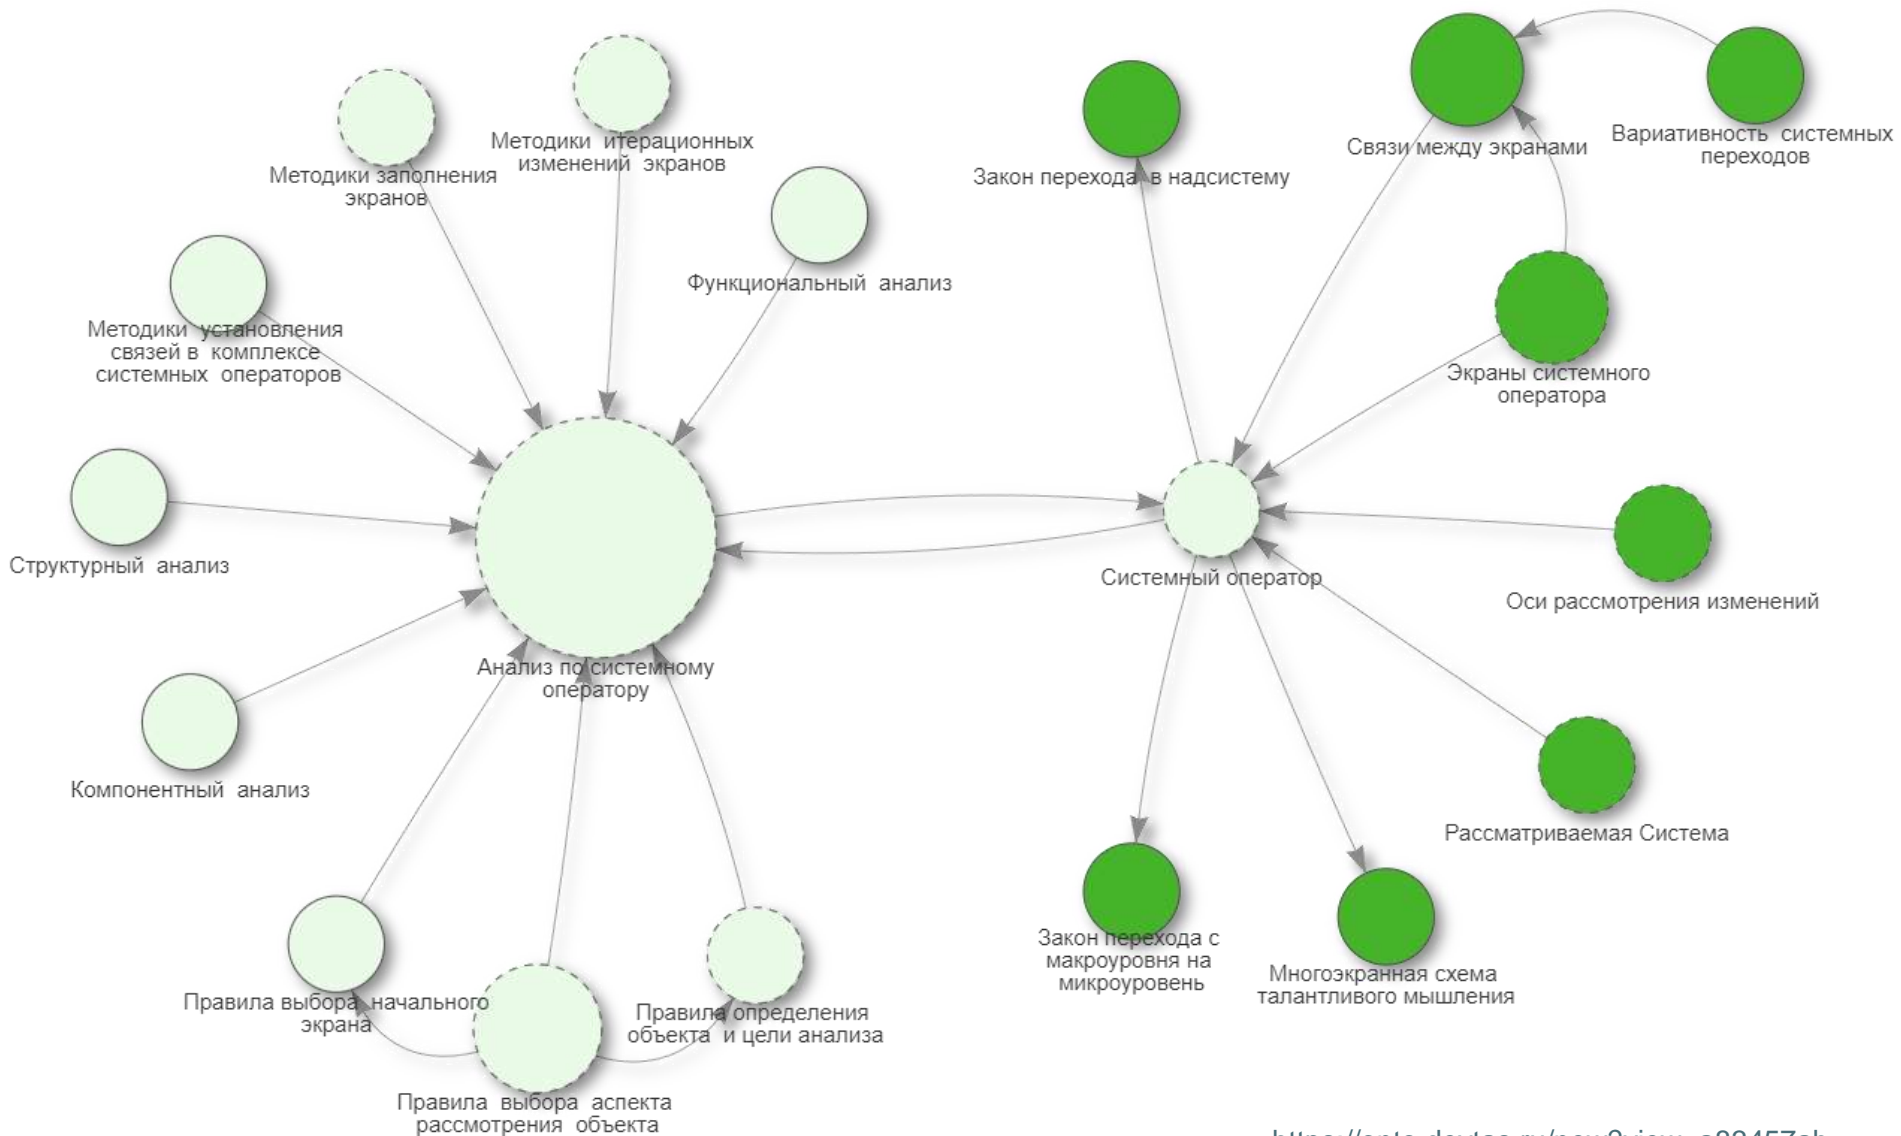 Методики заполнения
экранов
Методики итерационных
изменений экранов
Функциональный анализ
Методики установления
связей в комплексе
системных операторов
Структурный анализ
Компонентный анализ
Анализ по системному
оператору
Правила выбора начального
экрана
Правила выбора аспекта
рассмотрения объекта
Правила определения
объекта и цели анализа
Закон перехода в надсистему
Связи между экранами
Вариативность системных
переходов
Экраны системного
оператора
Системный оператор
Оси рассмотрения изменений
Рассматриваемая Система
Закон перехода с
макроуровня на
микроуровень
Многоэкранная схема
талантливого мышления